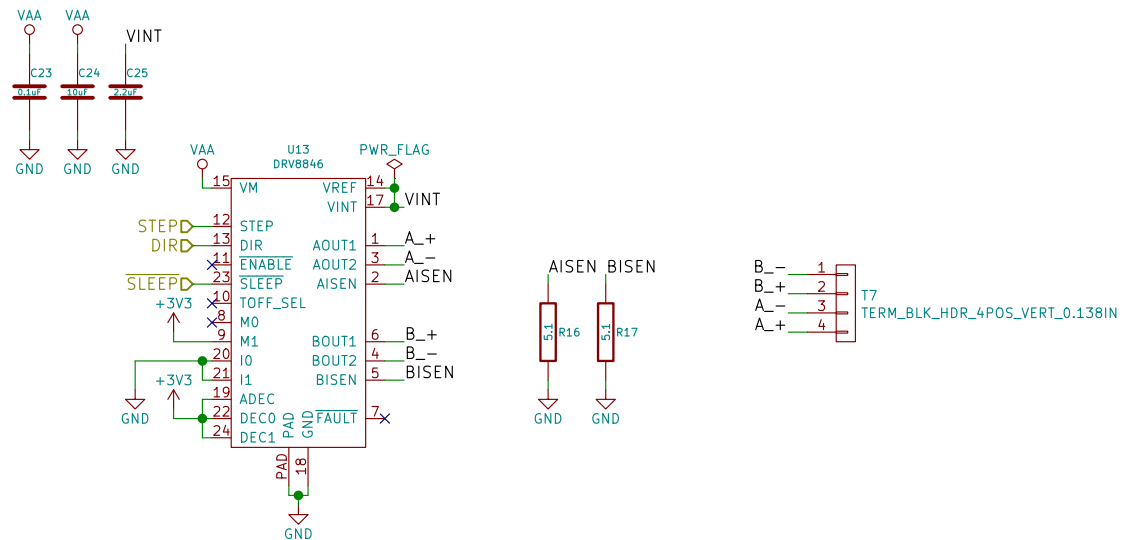 VAA
VAA
VINT
C23
C24
C25
0.1uF
10uF
2.2uF
GND
GND
GND
VAA
U13
DRV8846
PWR_FLAG
15 VM
VREF 14
VINT 17 VINT
STEP 12 STEP
DIR 13 DIR
AOUT1 1 A_+
11 ENABLE
AOUT2 3 A_-
SLEEP 23 SLEEP
AISEN 2 AISEN
10 TOFF_SEL
+3V3
8 M0
9 M1
BOUT1 6 B_+
20 I0
BOUT2 4 B_-
21 I1
BISEN 5 BISEN
+3V3
19 ADEC
22 DEC0
FAULT 7
24 DEC1
GND
PAD
GND
PAD
18
GND
AISEN
BISEN
5.1
R16
5.1
R17
GND
GND
B_- 1
B_+ 2
A_- 3
A_+ 4
T7
TERM_BLK_HDR_4POS_VERT_0.138IN